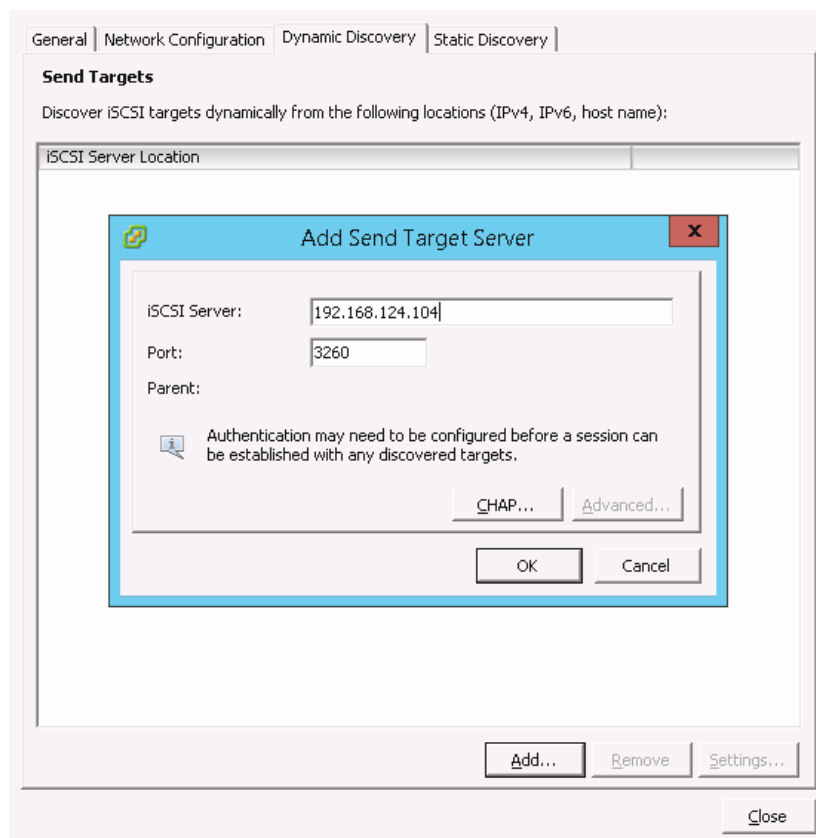 General
Network Configuration
Dynamic Discovery
Static Discovery
Send Targets
Discover iSCSI targets dynamically from the following locations (IPv4, IPv6, host name):
iSCSI Server Location
Add Send Target Server
x
iSCSI Server:
192.168.124.104
Port:
3260
Parent:
Authentication may need to be configured before a session can
be established with any discovered targets.
CHAP...
Advanced...
OK
Cancel
Add...
Remove
Settings...
Close